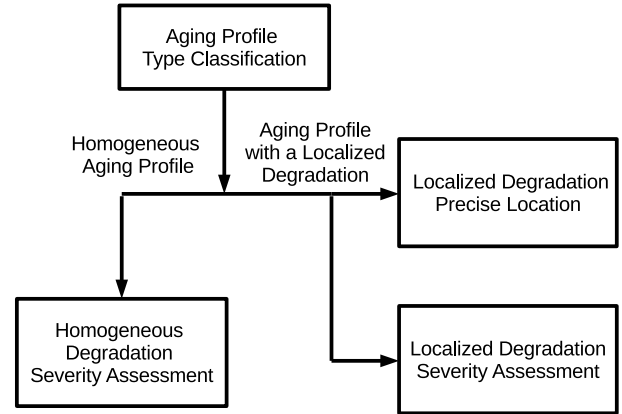 Aging Profile
Type Classification
Homogeneous
Aging Profile
Aging Profile
with a Localized
Degradation
Localized Degradation
Precise Location
Homogeneous
Degradation
Severity Assessment
Localized Degradation
Severity Assessment